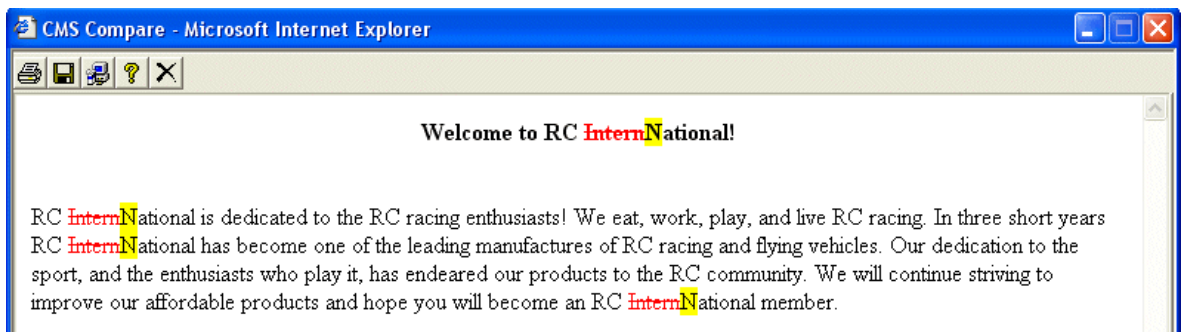 CMS Compare - Microsoft Internet Explorer
Welcome to RC InternNational!
RC InternNational is dedicated to the RC racing enthusiasts! We eat, work, play, and live RC racing. In three short years
RC InternNational has become one of the leading manufactures of RC racing and flying vehicles. Our dedication to the
sport, and the enthusiasts who play it, has endeared our products to the RC community. We will continue striving to
improve our affordable products and hope you will become an RC InternNational member.